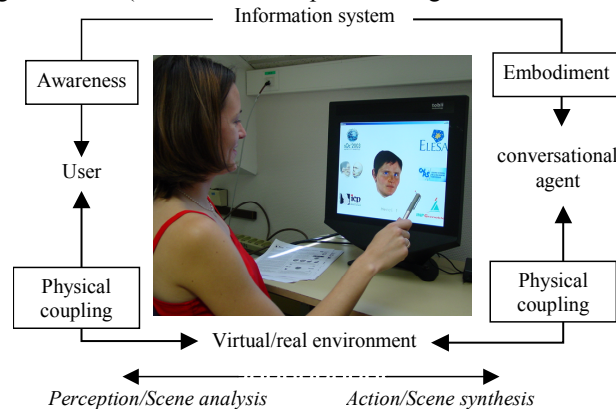 Information system
Awareness
Embodiment
User
conversational
agent
ELESA
icp
Physical
coupling
Physical
coupling
Virtual/real environment
Perception/Scene analysis
Action/Scene synthesis